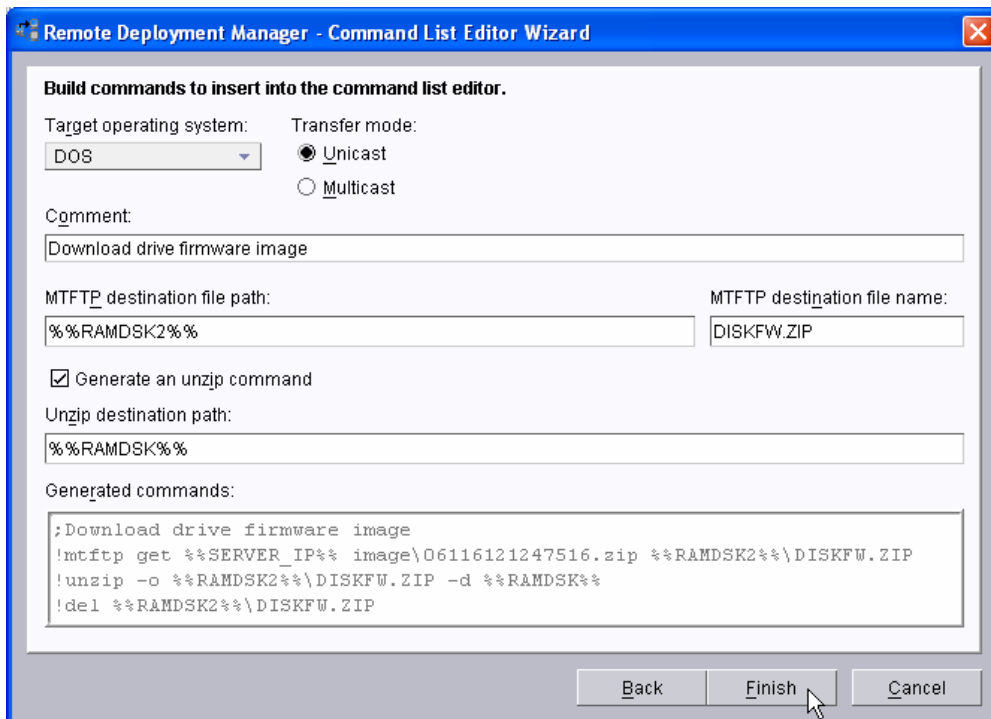 Remote Deployment Manager - Command List Editor Wizard
Build commands to insert into the command list editor.
Target operating system: Transfer mode:
DOS
Unicast
Multicast
Comment:
Download drive firmware image
MTFTP destination file path: MTFTP destination file name:
%%RAMDSK2%% DISKFW.ZIP
Generate an unzip command
Unzip destination path:
%%RAMDSK%%
Generated commands:
;Download drive firmware image
!mtftp get %%SERVER_IP%% image\06116121247516.zip %%RAMDSK2%%\DISKFW.ZIP
!unzip -o %%RAMDSK2%%\DISKFW.ZIP -d %%RAMDSK%%
!del %%RAMDSK2%%\DISKFW.ZIP
Back Finish Cancel